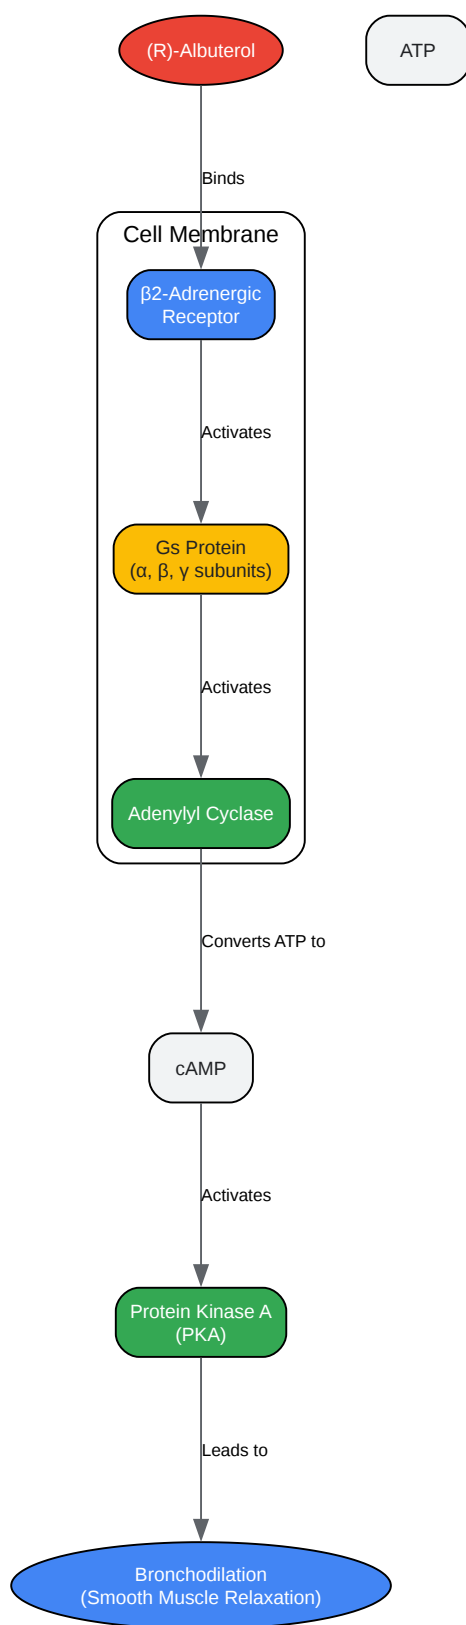 (R)-Albuterol
ATP
Binds
Cell Membrane
β2-Adrenergic
Receptor
Activates
Gs Protein
(α, β, γ subunits)
Activates
Adenylyl Cyclase
Converts ATP to
cAMP
Activates
Protein Kinase A
(PKA)
Leads to
Bronchodilation
(Smooth Muscle Relaxation)